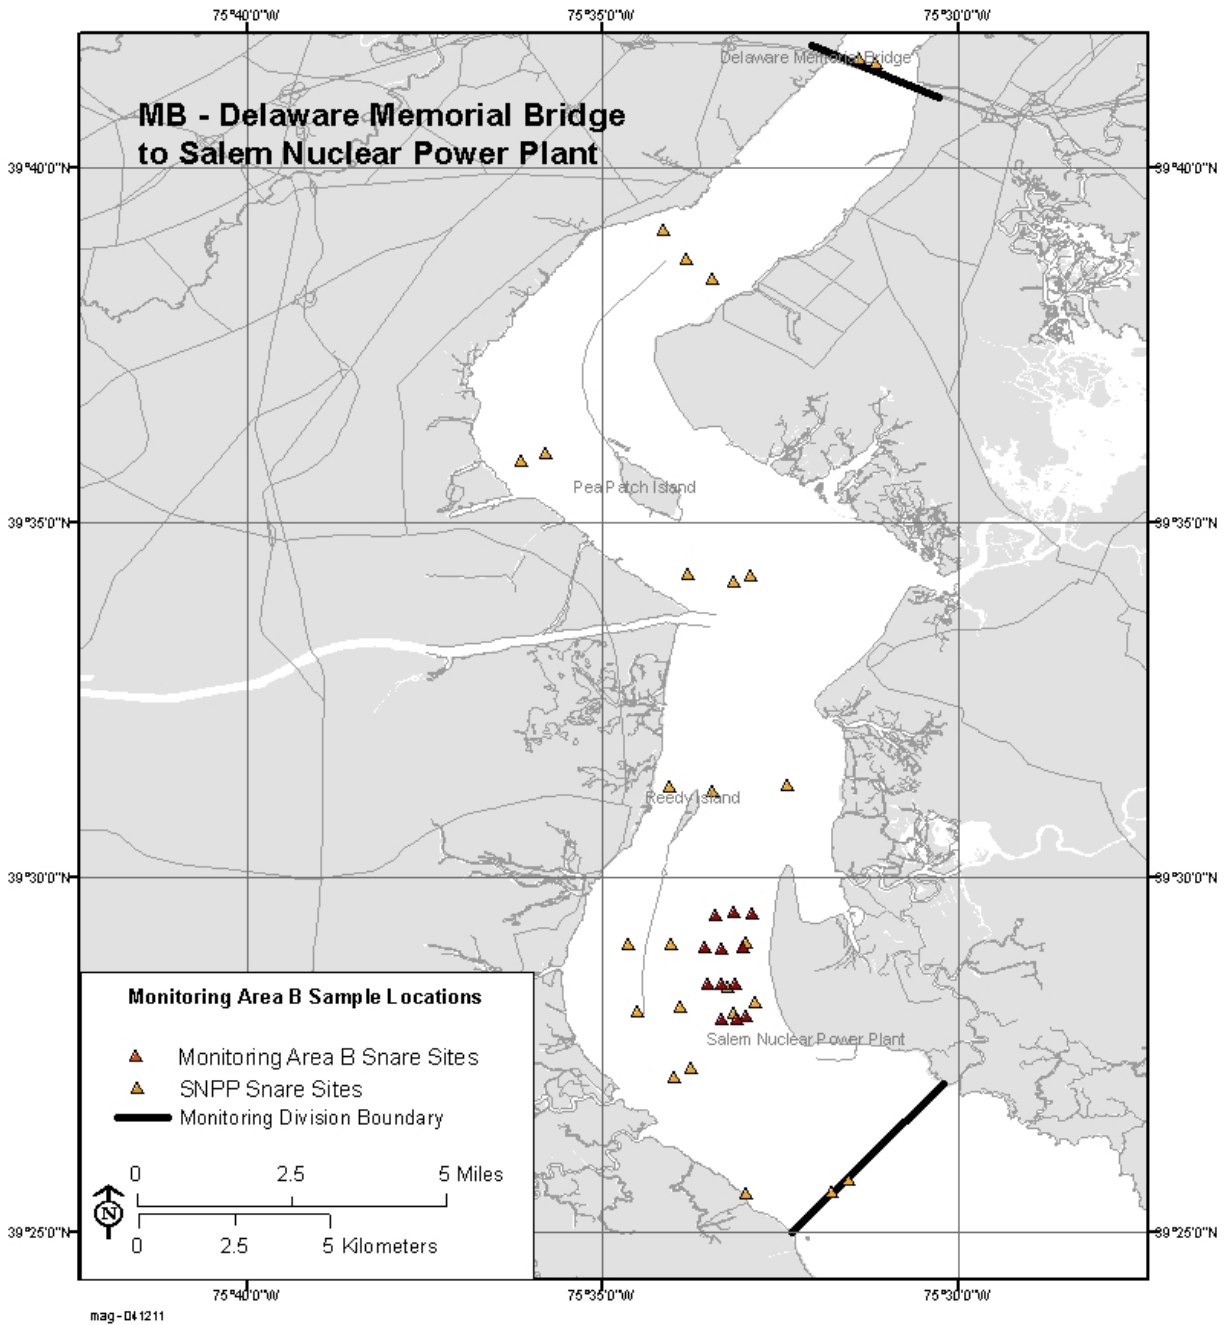 75°40'0"W 75°35'0"W 75°30'0"W
Delaware Memorial Bridge
MB - Delaware Memorial Bridge
to Salem Nuclear Power Plant
39°40'0"N 39°40'0"N
Pea Patch Island
39°35'0"N 39°35'0"N
Reedy Island
39°30'0"N 39°30'0"N
Monitoring Area B Sample Locations
Salem Nuclear Power Plant
Monitoring Area B Snare Sites
SNPP Snare Sites
Monitoring Division Boundary
0 2.5 5 Miles
N
0 2.5 5 Kilometers
39°25'0"N 39°25'0"N
75°40'0"W 75°35'0"W 75°30'0"W
mag-041211